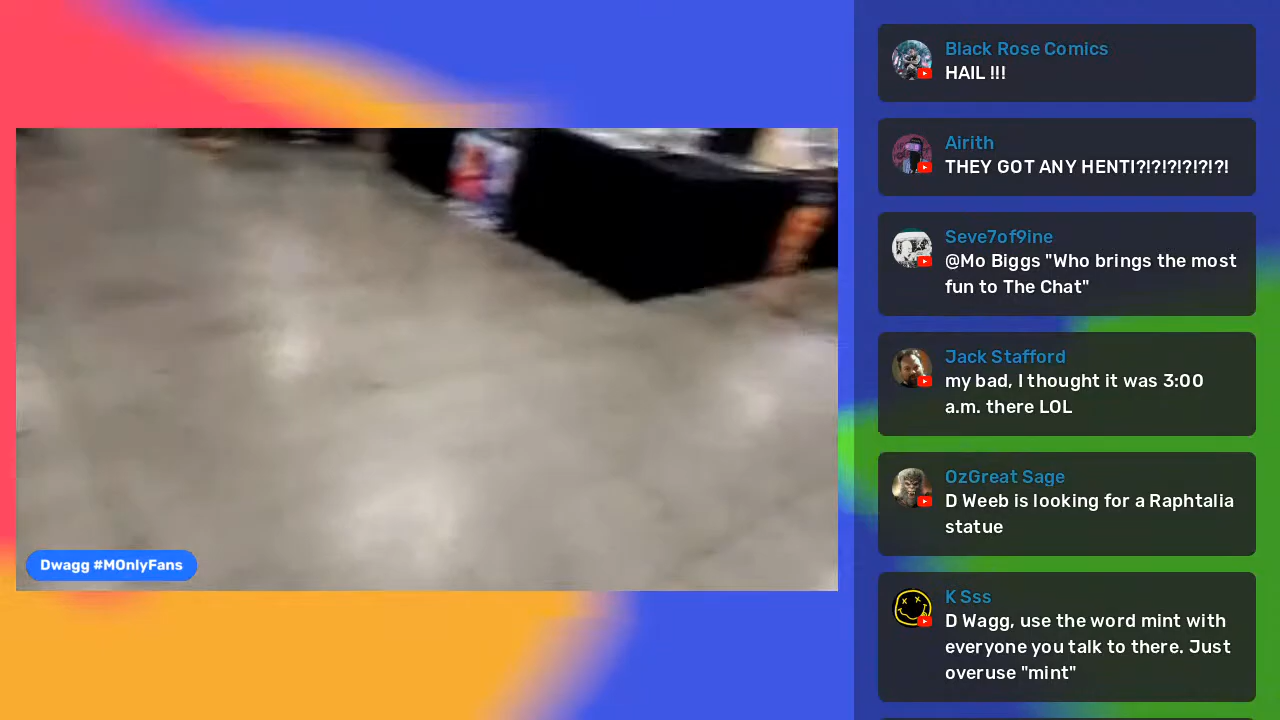 Black Rose Comics
HAIL !!!
Airith
THEY GOT ANY HENTI?!?!?!?!?!?!
Seve7of9ine
@Mo Biggs "Who brings the most
fun to The Chat"
Jack Stafford
my bad, I thought it was 3:00
a.m. there LOL
OzGreat Sage
D Weeb is looking for a Raphtalia
statue
K Sss
D Wagg, use the word mint with
everyone you talk to there. Just
overuse "mint"
Dwagg #MOnlyFans